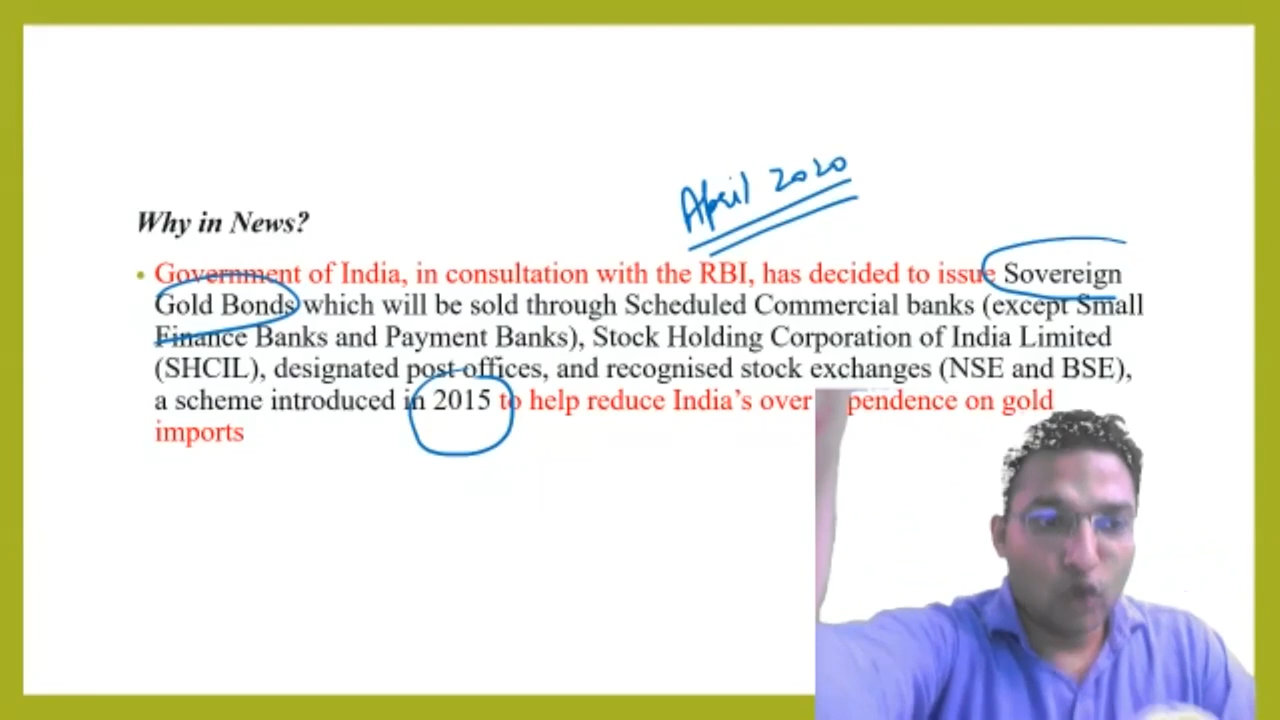 April 2020
Why in News?
• Government of India, in consultation with the RBI, has decided to issue Sovereign
Gold Bonds which will be sold through Scheduled Commercial banks (except Small
Finance Banks and Payment Banks), Stock Holding Corporation of India Limited
(SHCIL), designated post offices, and recognised stock exchanges (NSE and BSE),
a scheme introduced in 2015 to help reduce India's over pendence on gold
imports